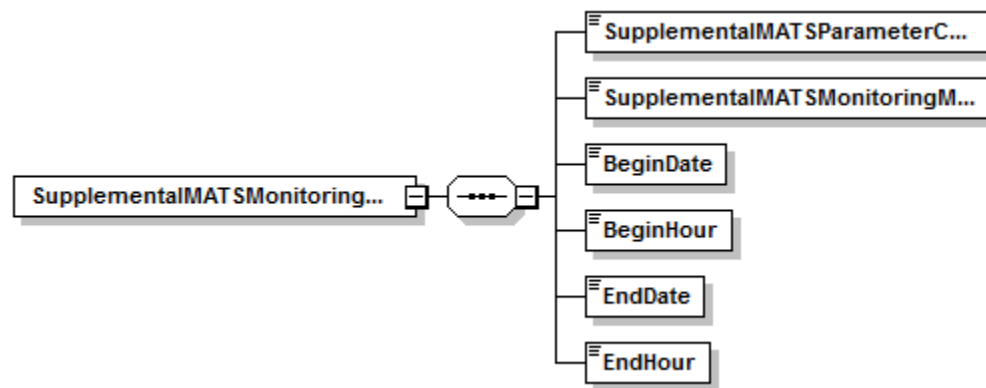 SupplementalMATSParameterC...
SupplementalMATSMonitoringM...
BeginDate
SupplementalMATSMonitoring...
BeginHour
EndDate
EndHour